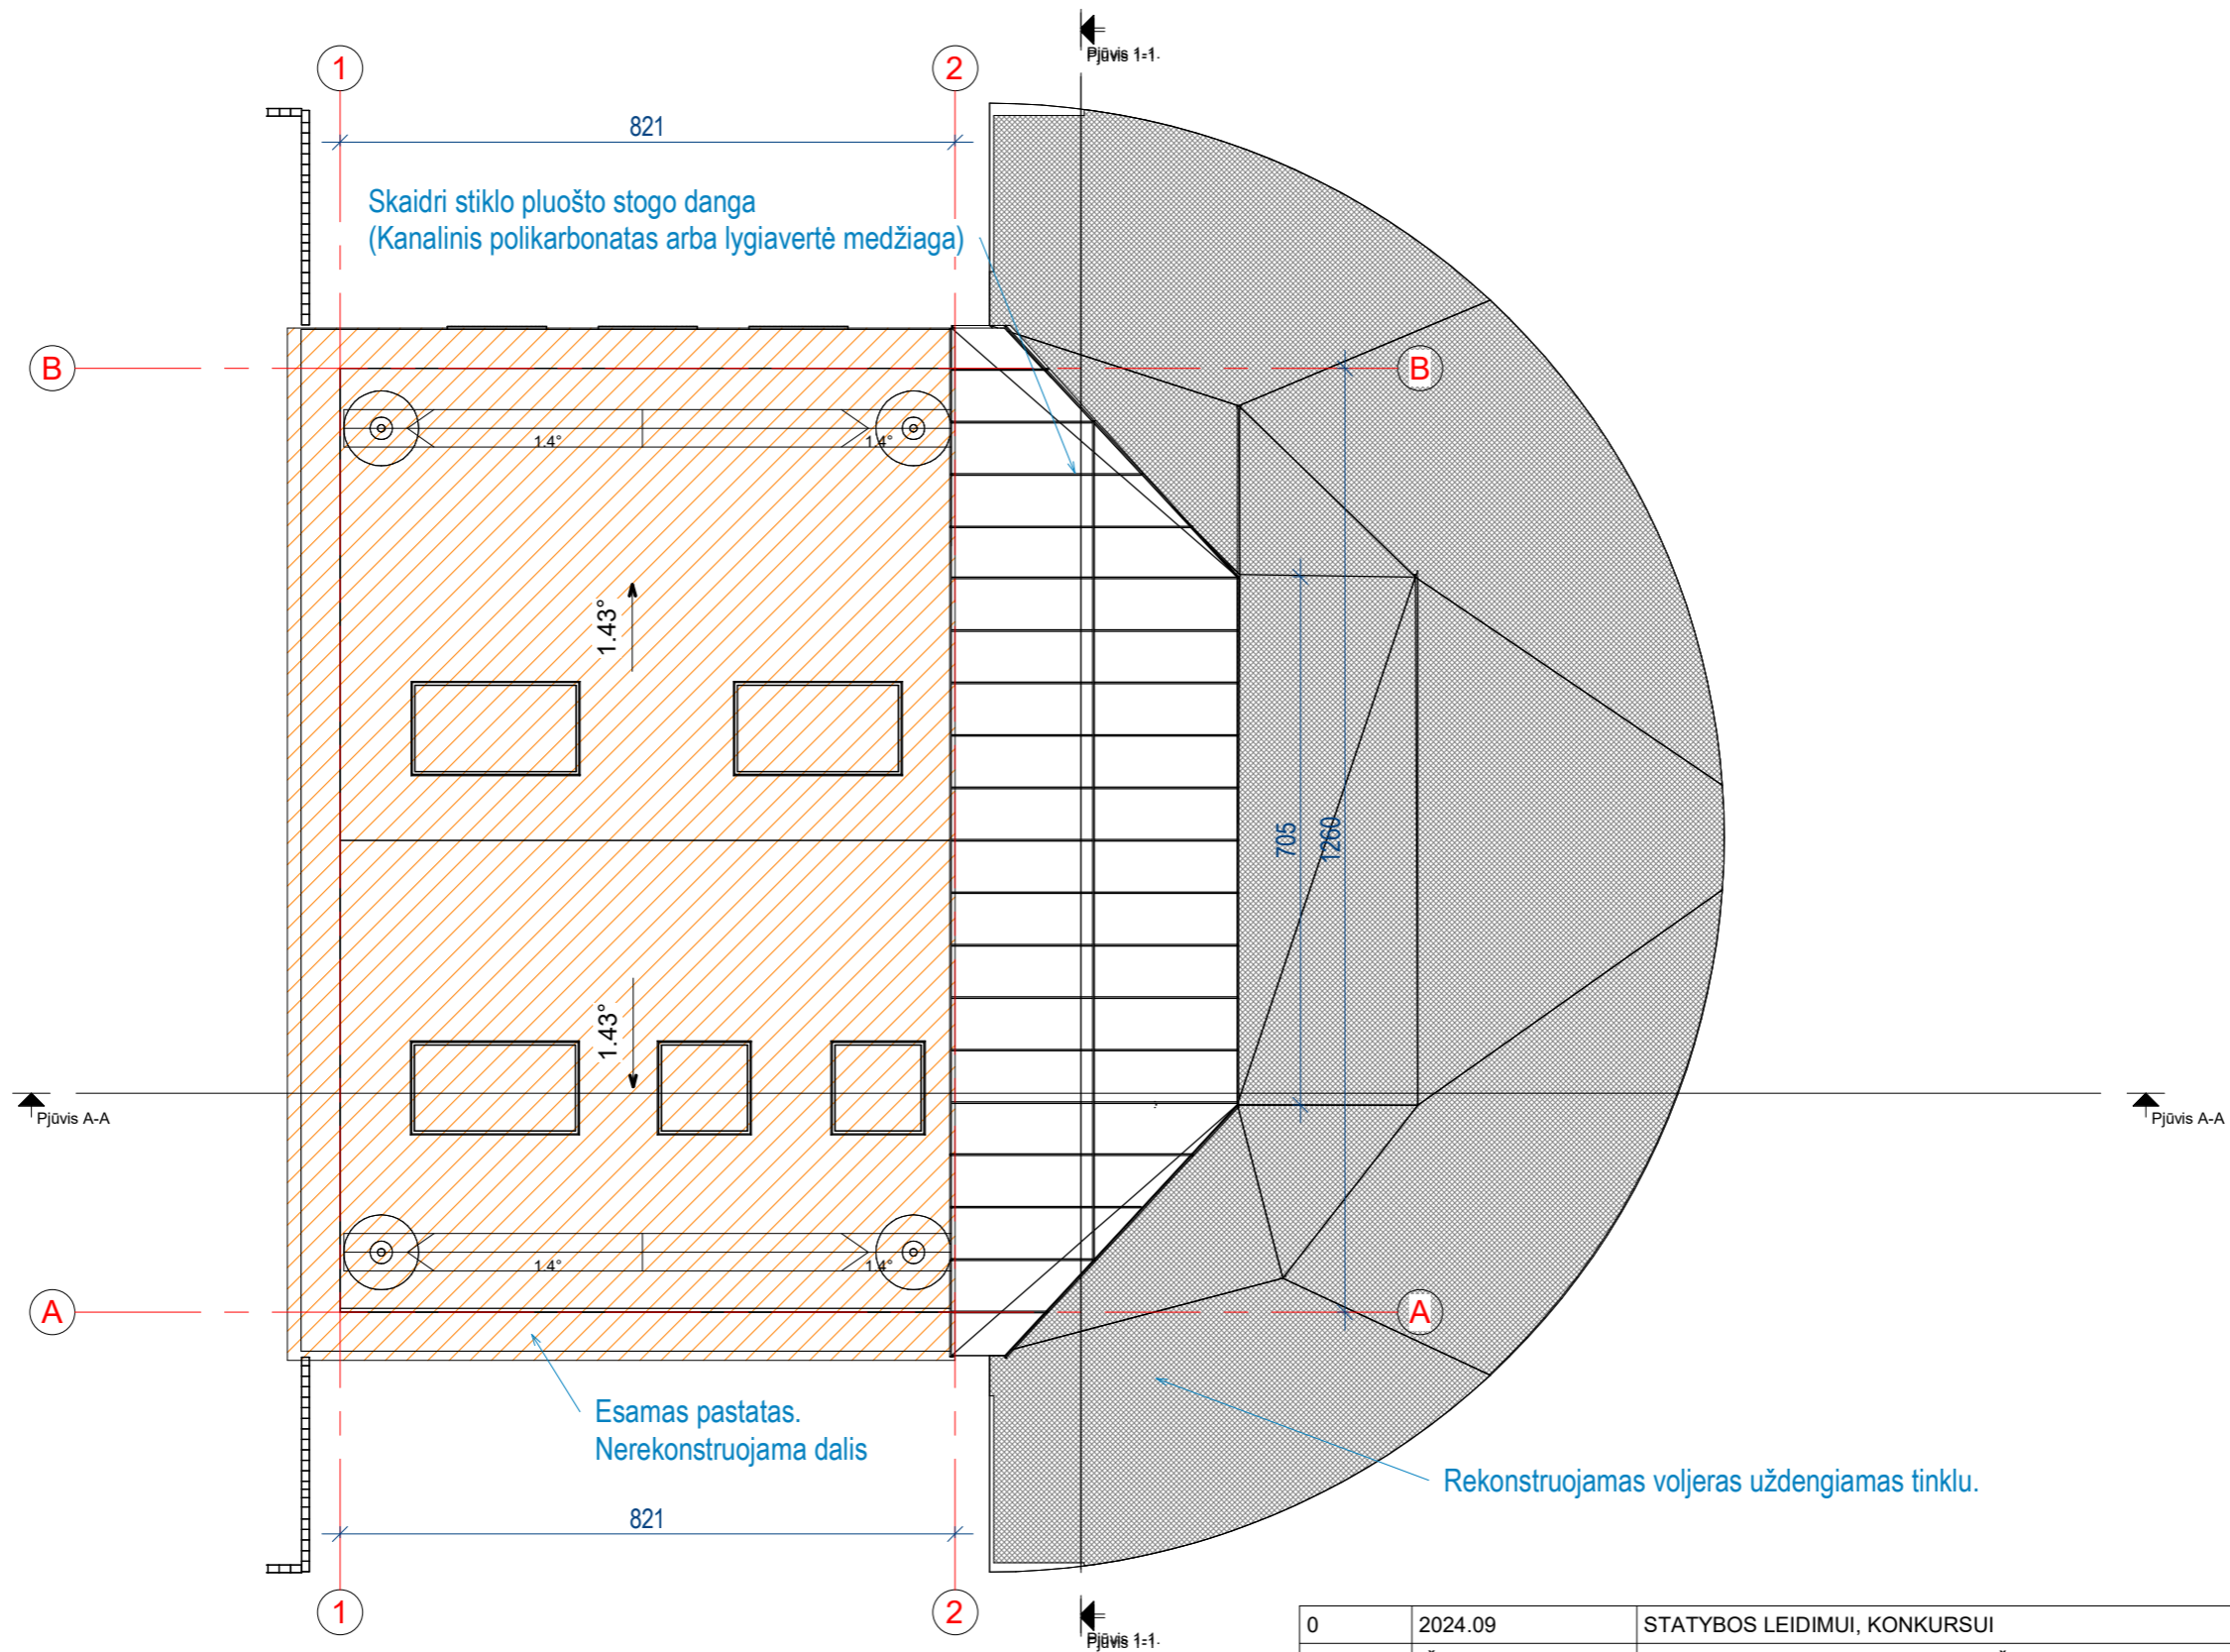 Pjūvis 1-1.
1
2
821
Skaidri stiklo pluošto stogo danga
(Kanalinis polikarbonatas arba lygiavertė medžiaga)
B
B
1.4°
1.4°
1.43°
705
1260
1.43°
Pjūvis A-A
Pjūvis A-A
1.4°
1.4°
A
A
Esamas pastatas.
Nerekonstruojama dalis
Rekonstruojamas voljeras uždengiamas tinklu.
821
1
2
Pjūvis 1-1.
0 2024.09 STATYBOS LEIDIMUI, KONKURSUI